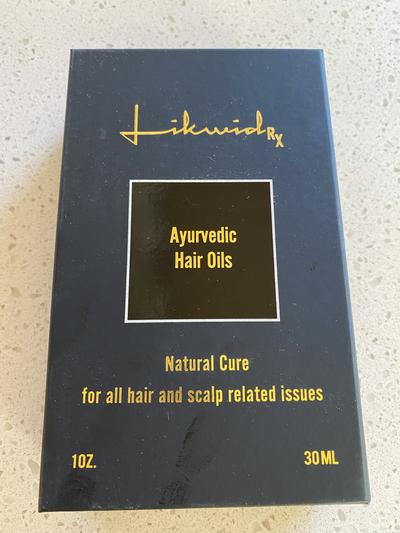 LikwidRX
Ayurvedic
Hair Oils
Natural Cure
for all hair and scalp related issues
1OZ. 30ML